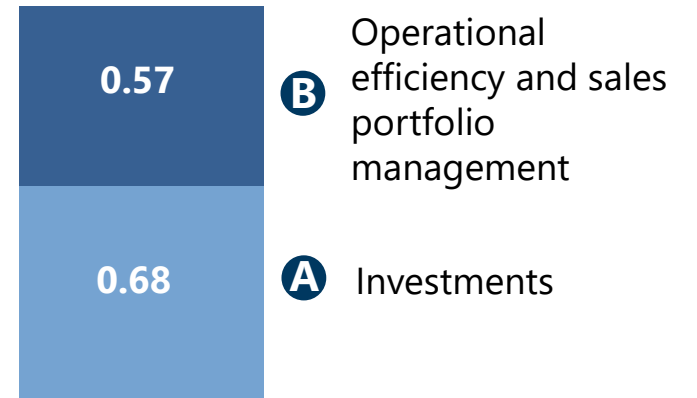 0.57
B
Operational
efficiency and sales
portfolio
management
0.68
A
Investments